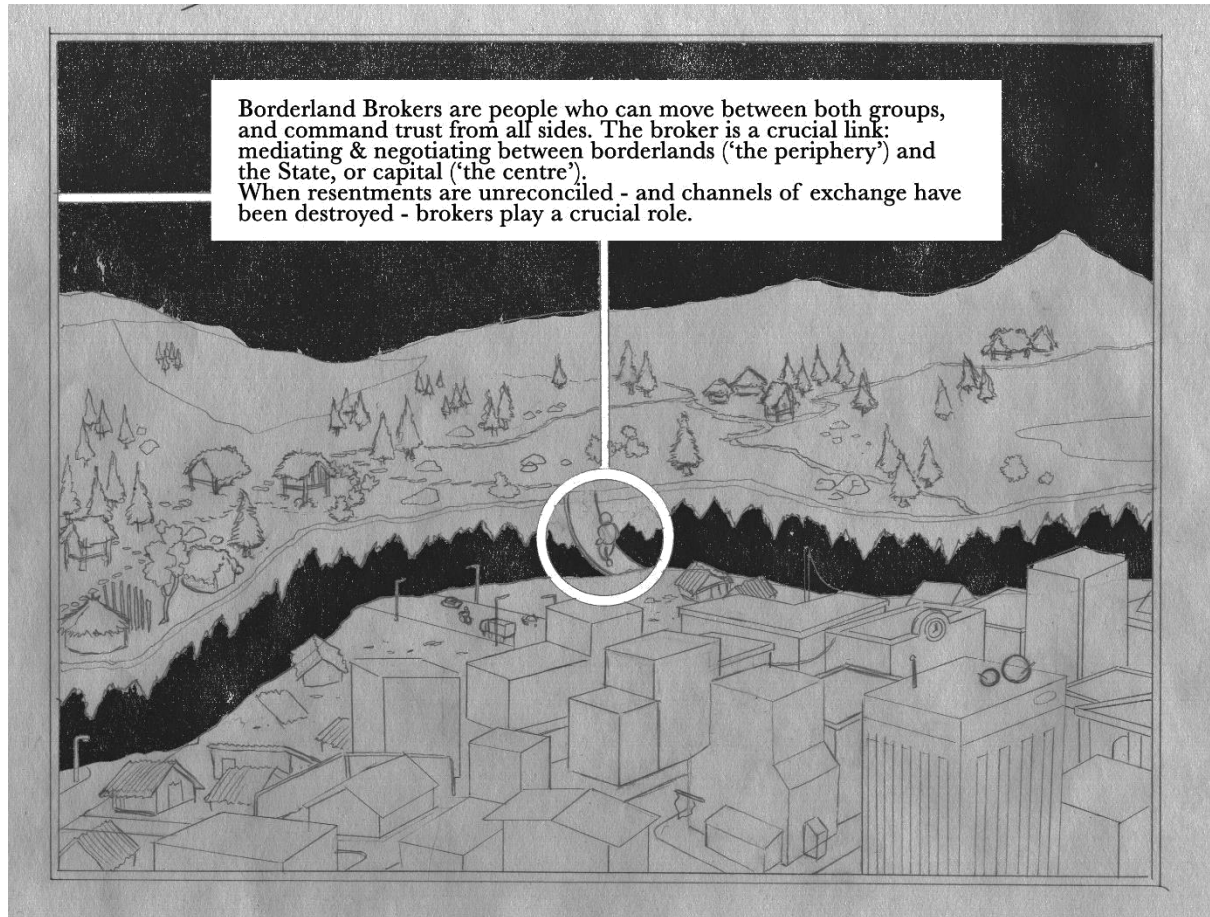 Borderland Brokers are people who can move between both groups,
and command trust from all sides. The broker is a crucial link:
mediating & negotiating between borderlands (‘the periphery’) and
the State, or capital (‘the centre’).
When resentments are unreconciled - and channels of exchange have
been destroyed - brokers play a crucial role.